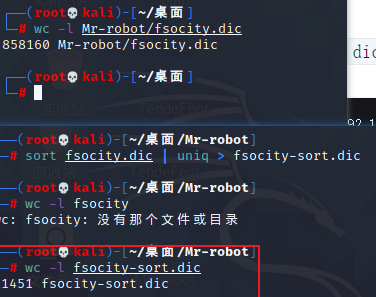 ┌──(root💀kali)-[~/桌面]
└─# wc -l Mr-robot/fsocity.dic
858160 Mr-robot/fsocity.dic
┌──(root💀kali)-[~/桌面]
└─#
dic
┌──(root💀kali)-[~/桌面/Mr-robot]
└─# sort fsocity.dic | uniq > fsocity-sort.dic
┌──(root💀kali)-[~/桌面/Mr-robot]
└─# wc -l fsocity
wc: fsocity: 没有那个文件或目录
┌──(root💀kali)-[~/桌面/Mr-robot]
└─# wc -l fsocity-sort.dic
11451 fsocity-sort.dic